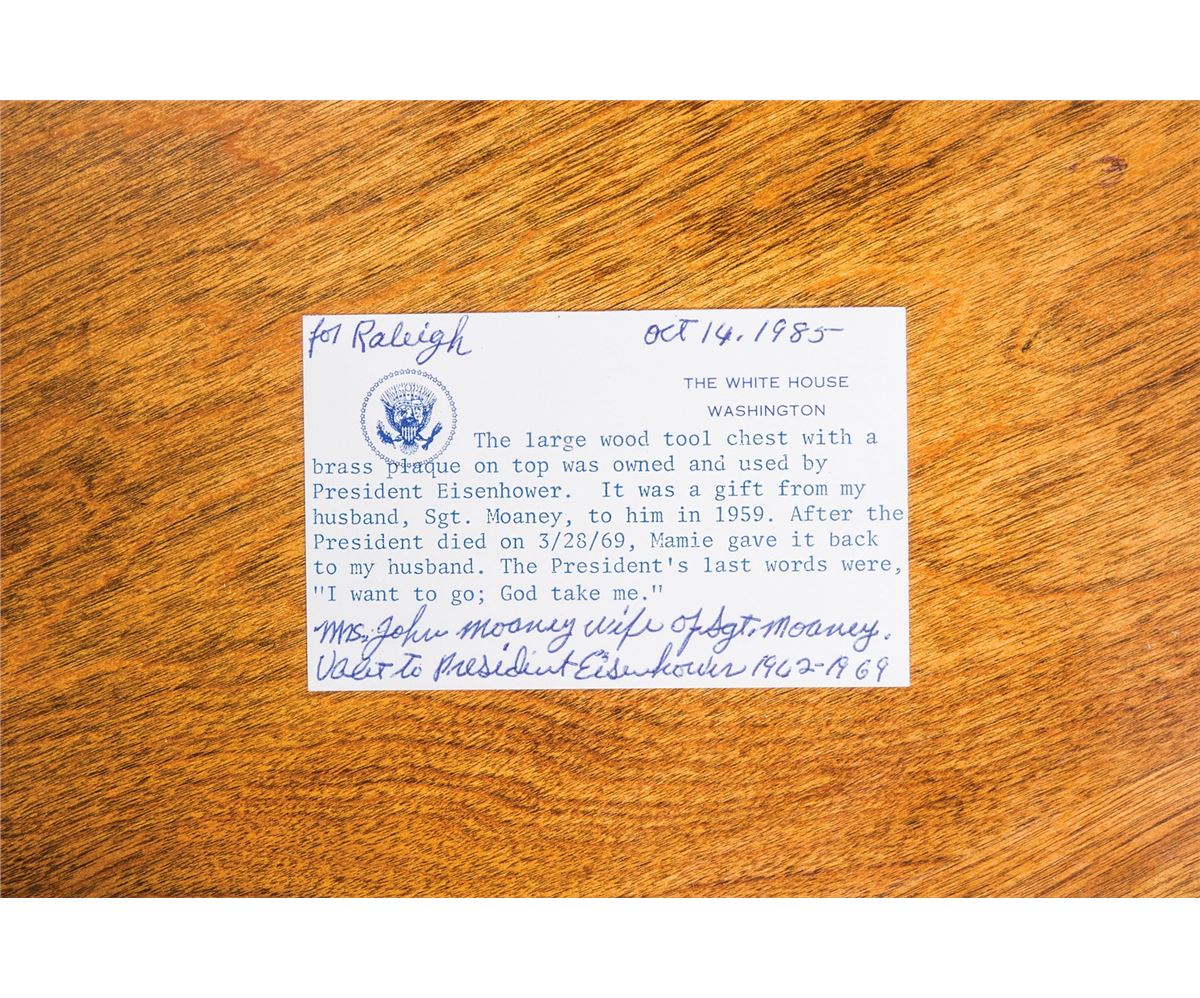 for Raleigh
Oct 14, 1985
THE WHITE HOUSE
WASHINGTON
The large wood tool chest with a
brass plaque on top was owned and used by
President Eisenhower. It was a gift from my
husband, Sgt. Moaney, to him in 1959. After the
President died on 3/28/69, Mamie gave it back
to my husband. The President's last words were,
"I want to go; God take me."
Mrs. John Moaney wife of Sgt. Moaney.
Valet to President Eisenhower 1942-1969